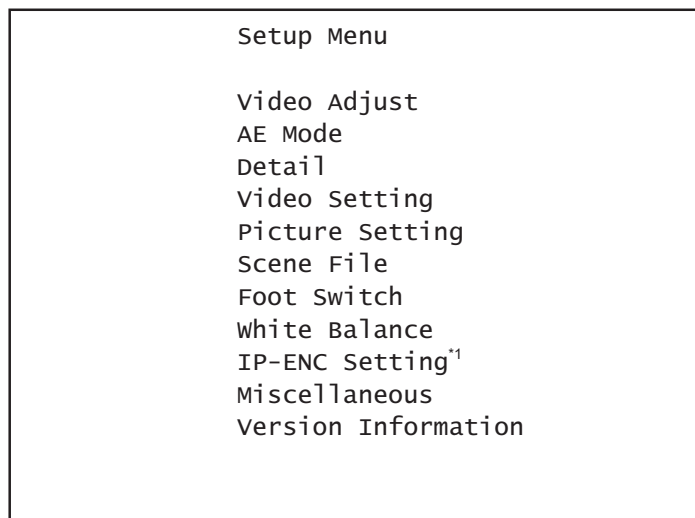 Setup Menu
Video Adjust
AE Mode
Detail
Video Setting
Picture Setting
Scene File
Foot Switch
White Balance
IP-ENC Setting*1
Miscellaneous
Version Information